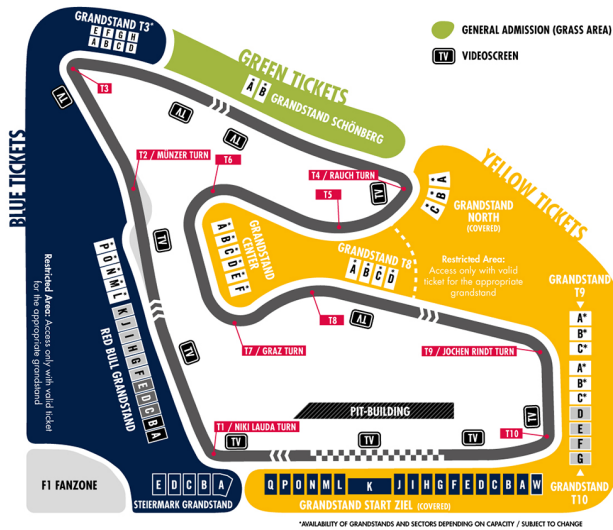 GRANDSTAND T3*
E F G H
A B C D
GENERAL ADMISSION (GRASS AREA)
TV VIDEOSCREEN
GREEN TICKETS
A B GRANDSTAND SCHÖNBERG
T3
TV
TV
TV
T2 / MÜNZER TURN
T6
T4 / RAUCH TURN
TV
T5
BLUE TICKETS
YELLOW TICKETS
C B A
GRANDSTAND
NORTH
(COVERED)
GRANDSTAND
CENTER
A B C D E F
GRANDSTAND T8
A B C D
Restricted Area:
Access only with valid
ticket for the appropriate
grandstand
TV
Restricted Area: Access only with valid ticket
for the appropriate grandstand
P O N M L K J I H G F E D C B A
RED BULL GRANDSTAND
GRANDSTAND
T9
A*
B*
C*
A*
B*
C*
D
E
F
G
GRANDSTAND
T10
T8
TV
T7 / GRAZ TURN
TV
T9 / JOCHEN RINDT TURN
PIT-BUILDING
T1 / NIKI LAUDA TURN
TV
TV
TV
TV
T10
F1 FANZONE
E D C B A
STEIERMARK GRANDSTAND
Q P O N M L K J I H G F E D C B A W
GRANDSTAND START ZIEL (COVERED)
*AVAILABILITY OF GRANDSTANDS AND SECTORS DEPENDING ON CAPACITY / SUBJECT TO CHANGE